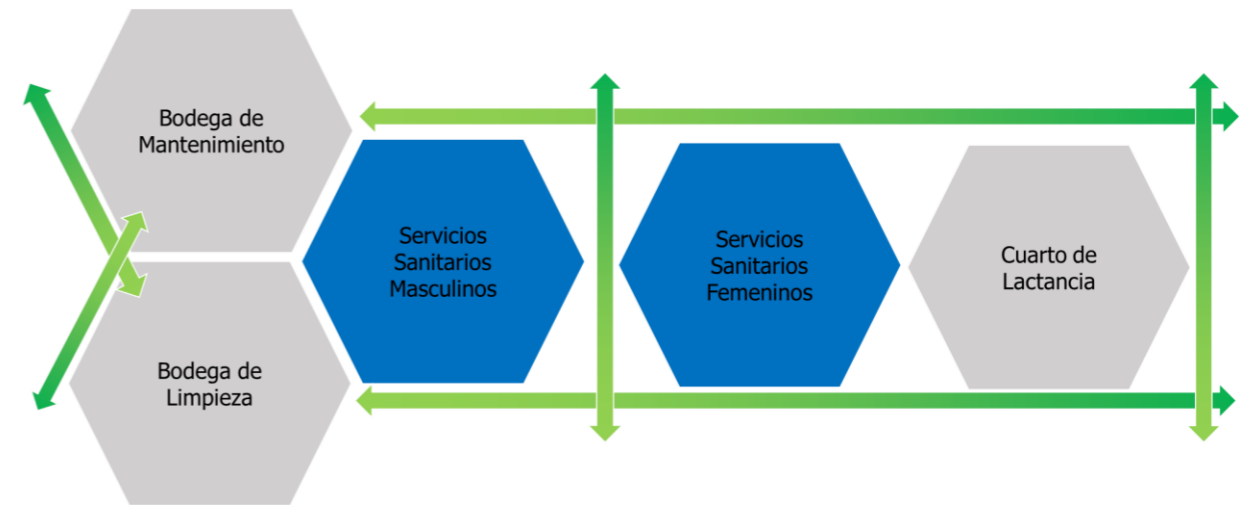 Bodega de
Mantenimiento
Servicios
Sanitarios
Masculinos
Servicios
Sanitarios
Femeninos
Cuarto de
Lactancia
Bodega de
Limpieza